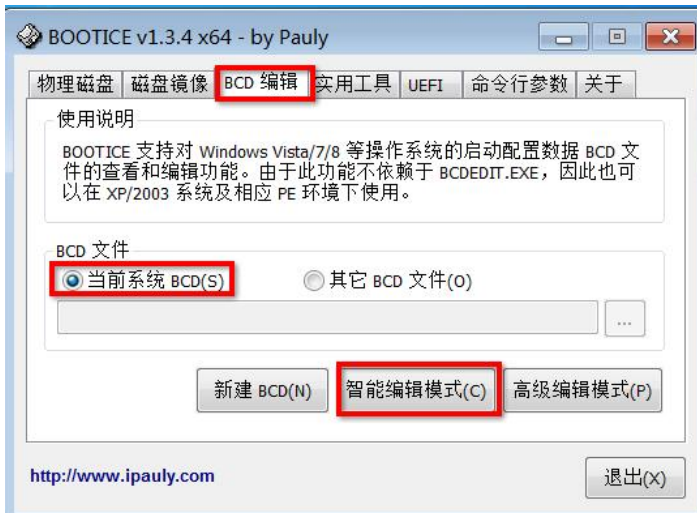 BOOTICE v1.3.4 x64 - by Pauly
物理磁盘 磁盘镜像 BCD 编辑 实用工具 UEFI 命令行参数 关于
使用说明
BOOTICE 支持对 Windows Vista/7/8 等操作系统的启动配置数据 BCD 文
件的查看和编辑功能。由于此功能不依赖于 BCDEDIT.EXE，因此也可
以在 XP/2003 系统及相应 PE 环境下使用。
BCD 文件
当前系统 BCD(S) 其它 BCD 文件(O)
...
新建 BCD(N) 智能编辑模式(C) 高级编辑模式(P)
http://www.ipauly.com 退出(X)